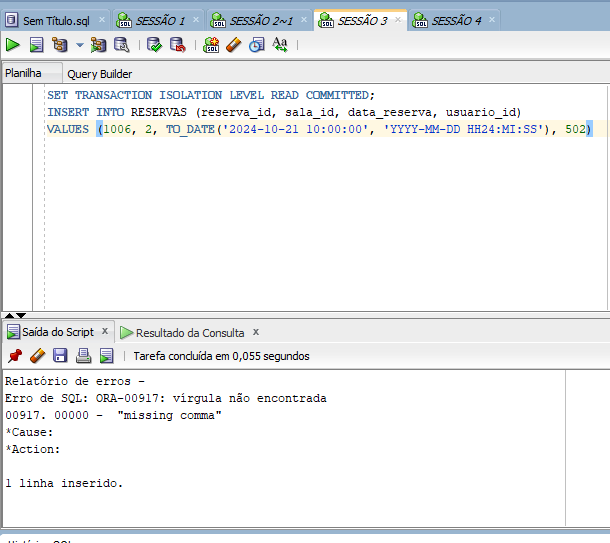 Sem Título.sql SESSÃO 1 SESSÃO 2~1 SESSÃO 3 SESSÃO 4
Planilha Query Builder
SET TRANSACTION ISOLATION LEVEL READ COMMITTED;
INSERT INTO RESERVAS (reserva_id, sala_id, data_reserva, usuario_id)
VALUES (1006, 2, TO_DATE('2024-10-21 10:00:00', 'YYYY-MM-DD HH24:MI:SS'), 502)
Saída do Script x Resultado da Consulta x
Tarefa concluída em 0,055 segundos
Relatório de erros -
Erro de SQL: ORA-00917: vírgula não encontrada
00917. 00000 -  "missing comma"
*Cause:
*Action:
1 linha inserido.